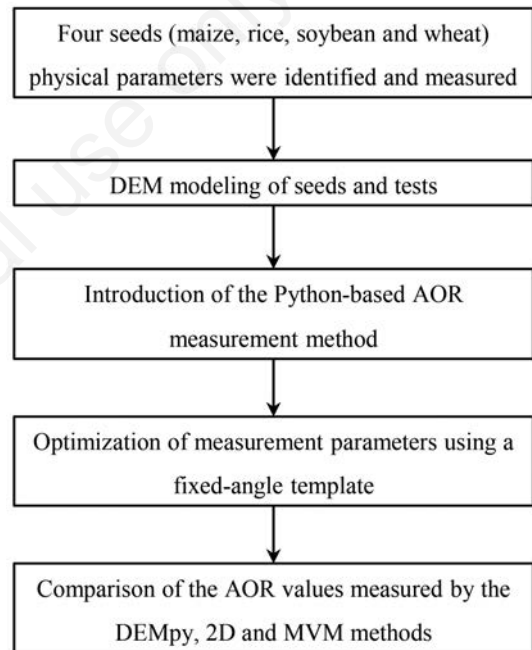 Four seeds (maize, rice, soybean and wheat)
physical parameters were identified and measured
DEM modeling of seeds and tests
Introduction of the Python-based AOR
measurement method
Optimization of measurement parameters using a
fixed-angle template
Comparison of the AOR values measured by the
DEMpy, 2D and MVM methods
use only